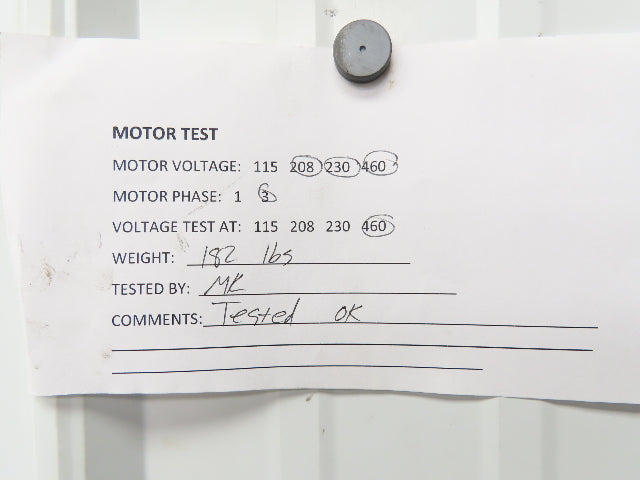 MOTOR TEST
MOTOR VOLTAGE: 115 208 230 460
MOTOR PHASE: 1 3
VOLTAGE TEST AT: 115 208 230 460
WEIGHT: 182 lbs
TESTED BY: MK
COMMENTS: Tested OK